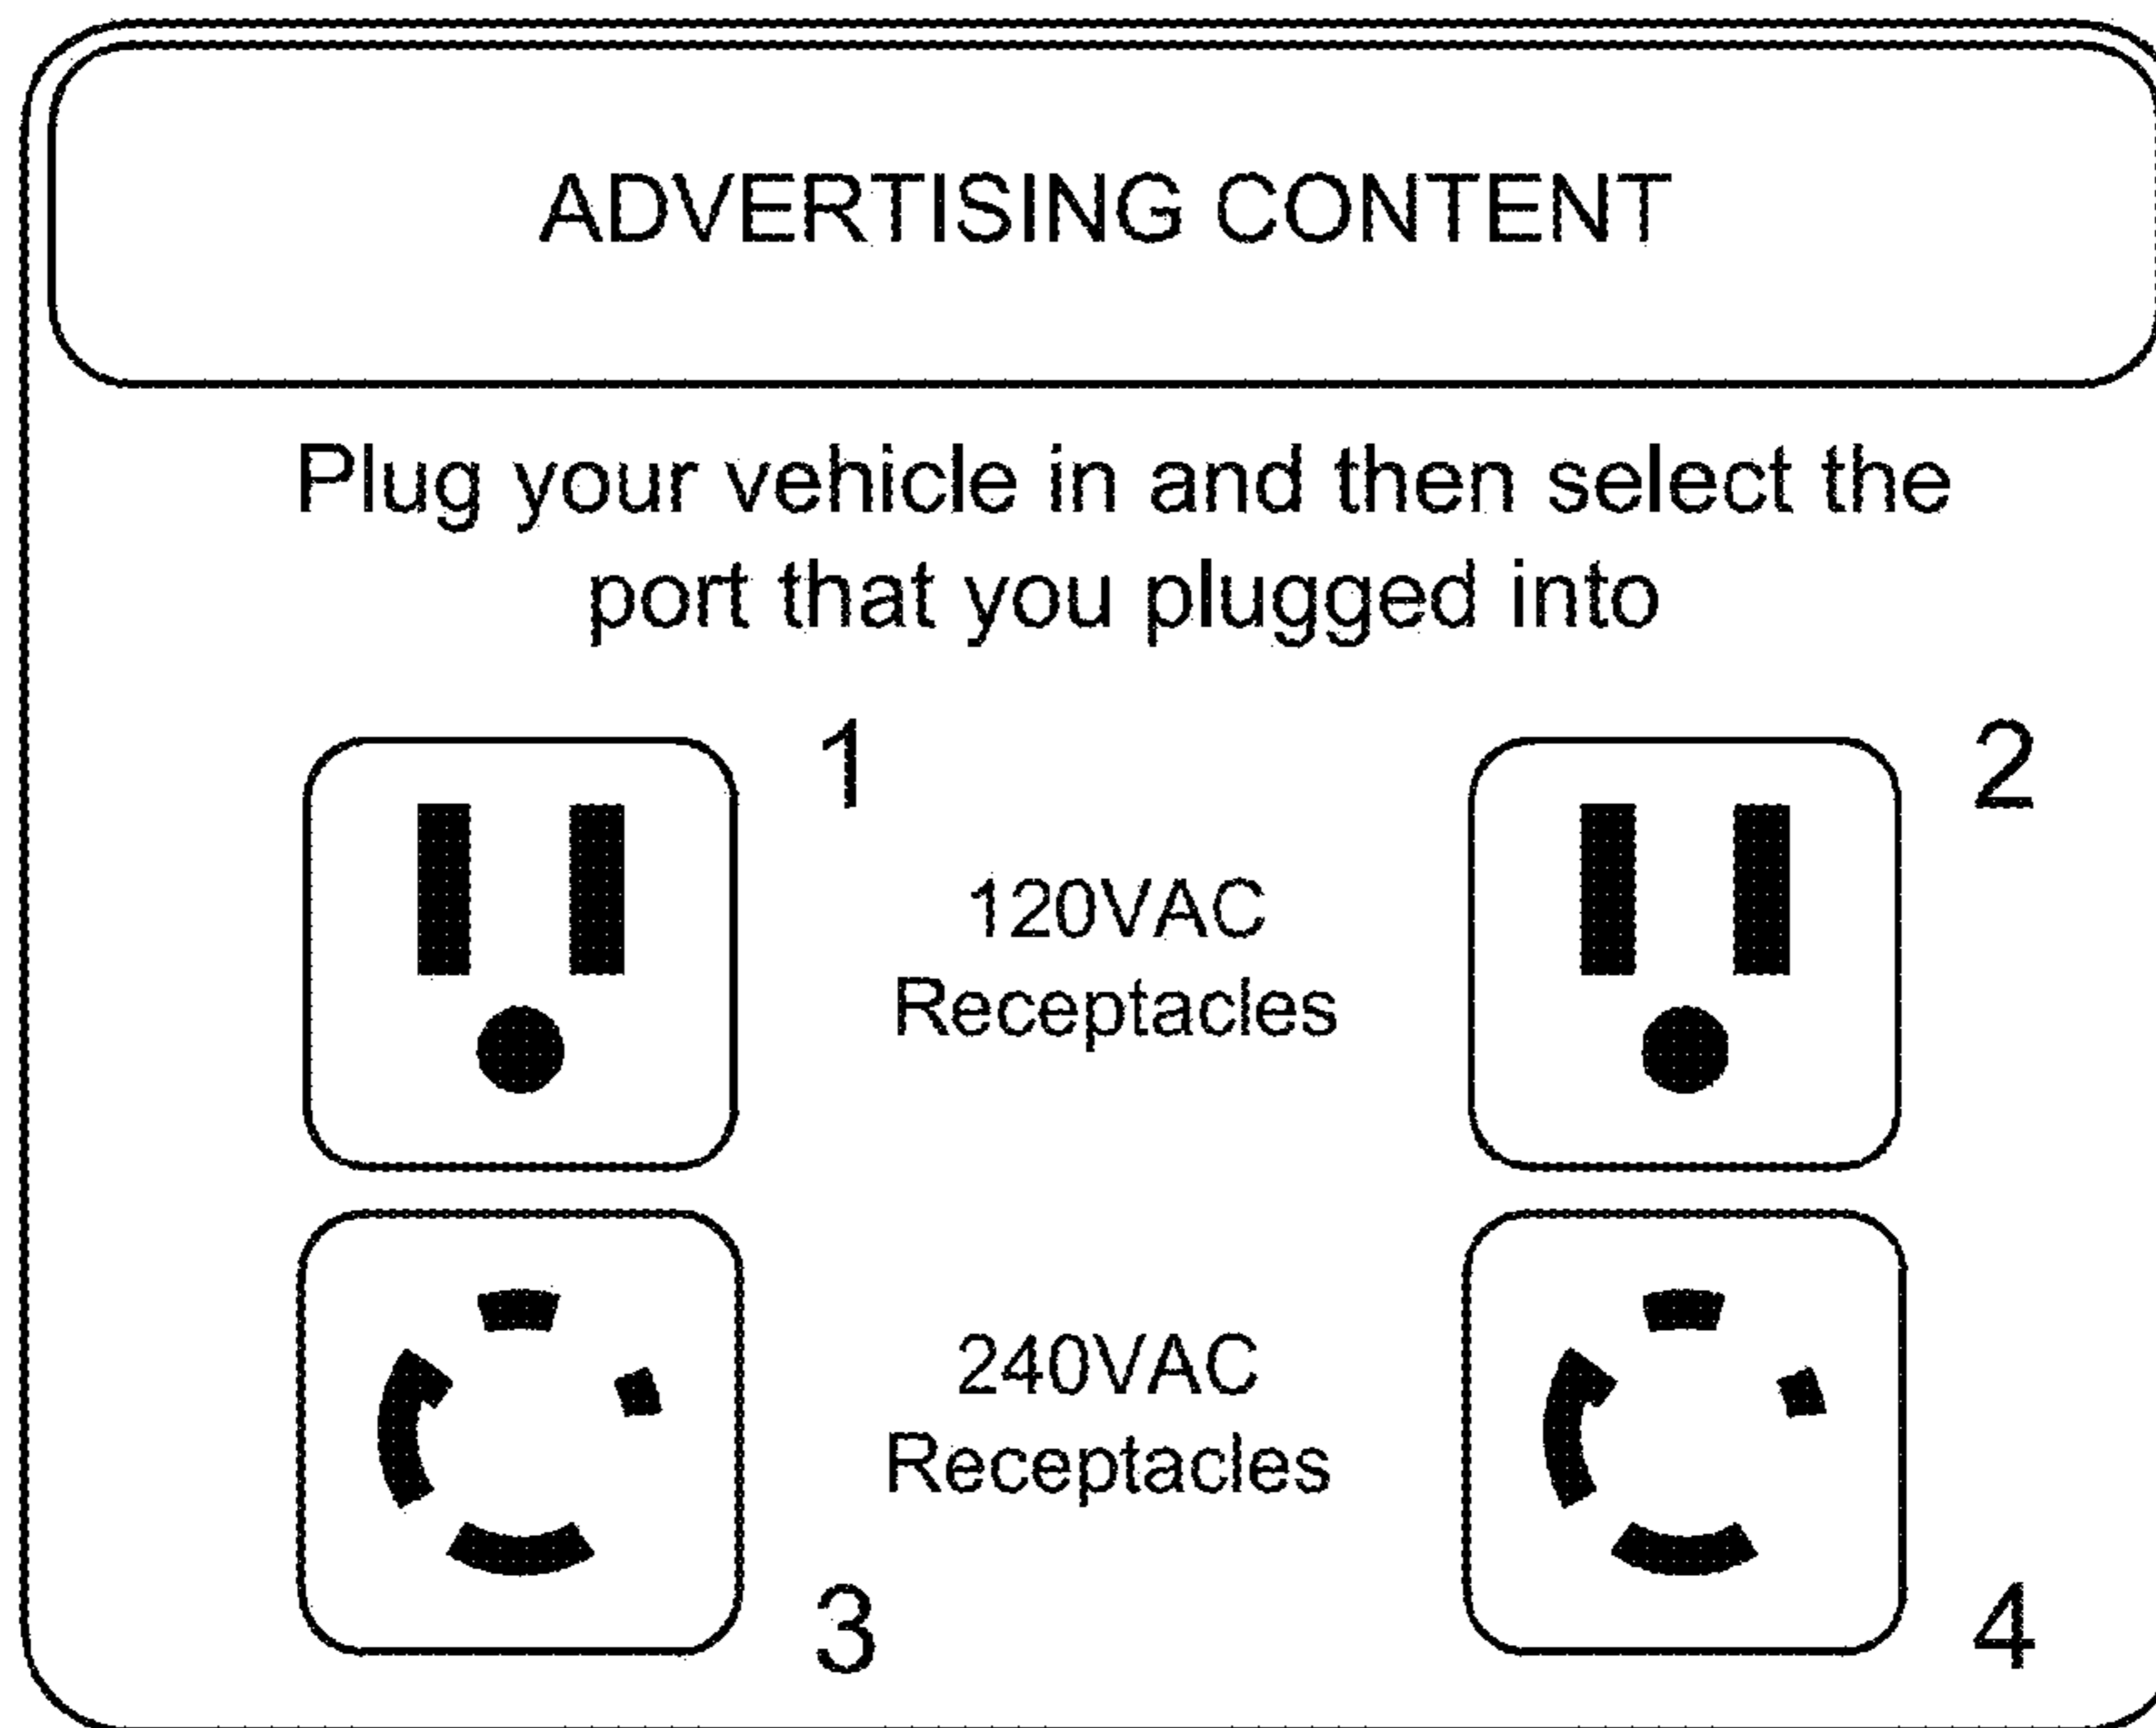 ADVERTISING CONTENT
Plug your vehicle in and then select the
port that you plugged into
1
2
120VAC
Receptacles
240VAC
Receptacles
3
4